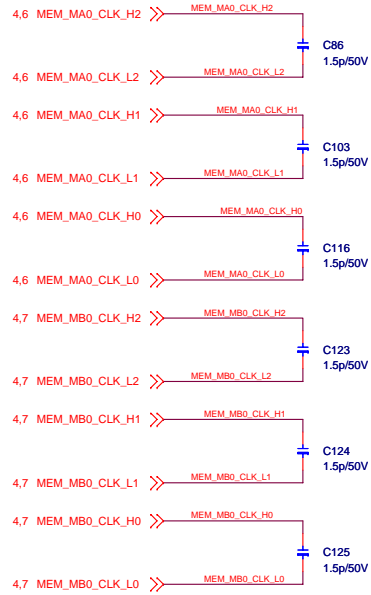 4,6 MEM_MA0_CLK_H2 MEM_MA0_CLK_H2
C86
1.5p/50V
4,6 MEM_MA0_CLK_L2 MEM_MA0_CLK_L2
4,6 MEM_MA0_CLK_H1 MEM_MA0_CLK_H1
C103
1.5p/50V
4,6 MEM_MA0_CLK_L1 MEM_MA0_CLK_L1
4,6 MEM_MA0_CLK_H0 MEM_MA0_CLK_H0
C116
1.5p/50V
4,6 MEM_MA0_CLK_L0 MEM_MA0_CLK_L0
4,7 MEM_MB0_CLK_H2 MEM_MB0_CLK_H2
C123
1.5p/50V
4,7 MEM_MB0_CLK_L2 MEM_MB0_CLK_L2
4,7 MEM_MB0_CLK_H1 MEM_MB0_CLK_H1
C124
1.5p/50V
4,7 MEM_MB0_CLK_L1 MEM_MB0_CLK_L1
4,7 MEM_MB0_CLK_H0 MEM_MB0_CLK_H0
C125
1.5p/50V
4,7 MEM_MB0_CLK_L0 MEM_MB0_CLK_L0